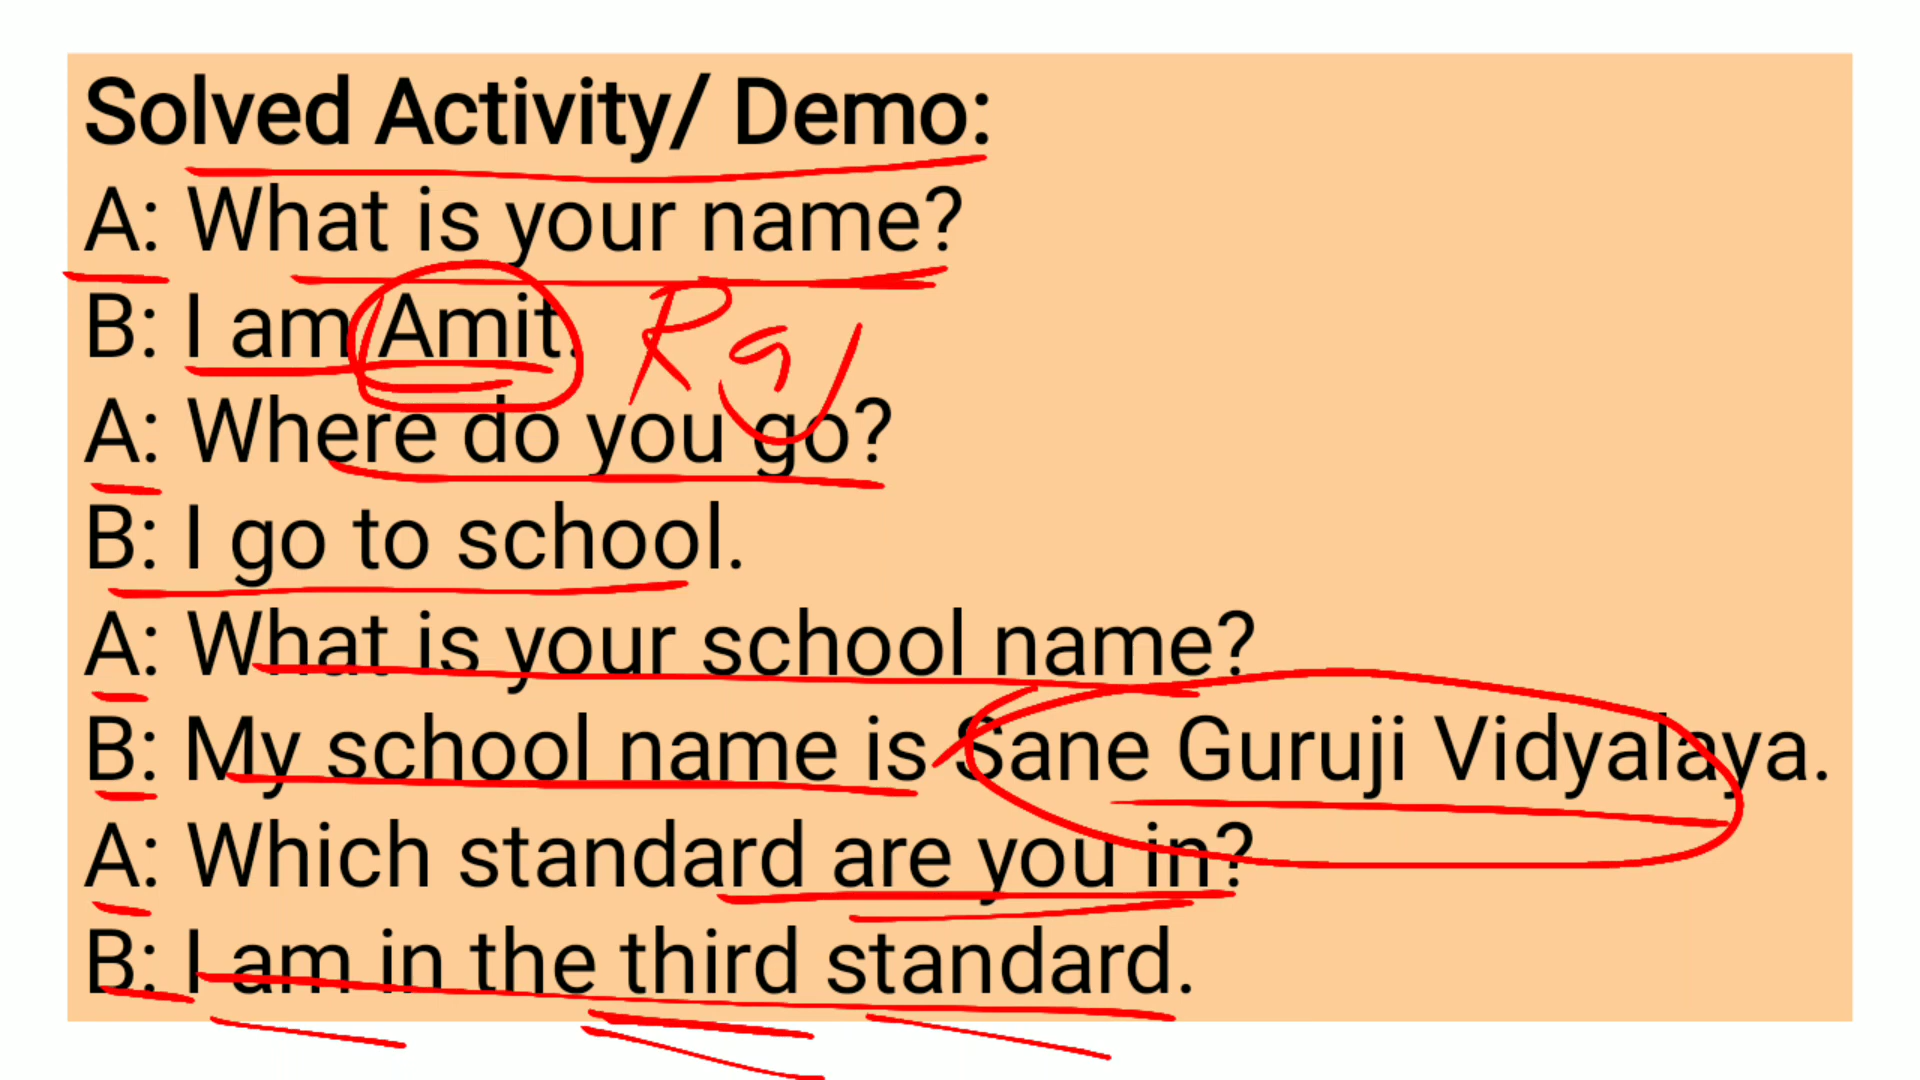 Solved Activity/ Demo:
A: What is your name?
B: I am Amit.
Raj
A: Where do you go?
B: I go to school.
A: What is your school name?
B: My school name is Sane Guruji Vidyalaya.
A: Which standard are you in?
B: I am in the third standard.